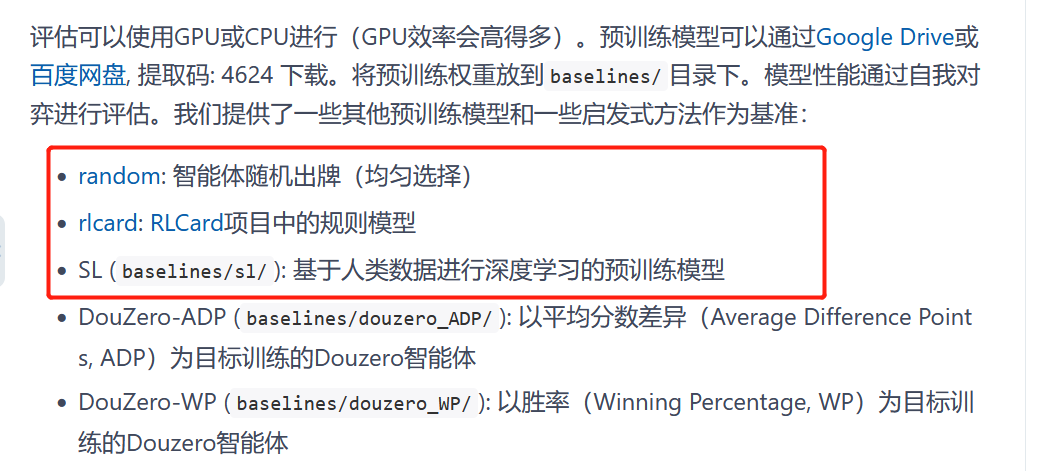 评估可以使用GPU或CPU进行（GPU效率会高得多）。预训练模型可以通过Google Drive或
百度网盘, 提取码: 4624 下载。将预训练权重放到 baselines/ 目录下。模型性能通过自我对
弈进行评估。我们提供了一些其他预训练模型和一些启发式方法作为基准：
• random: 智能体随机出牌（均匀选择）
• rlcard: RLCard项目中的规则模型
• SL ( baselines/sl/ ): 基于人类数据进行深度学习的预训练模型
• DouZero-ADP ( baselines/douzero_ADP/ ): 以平均分数差异（Average Difference Point
s, ADP）为目标训练的Douzero智能体
• DouZero-WP ( baselines/douzero_WP/ ): 以胜率（Winning Percentage, WP）为目标训
练的Douzero智能体